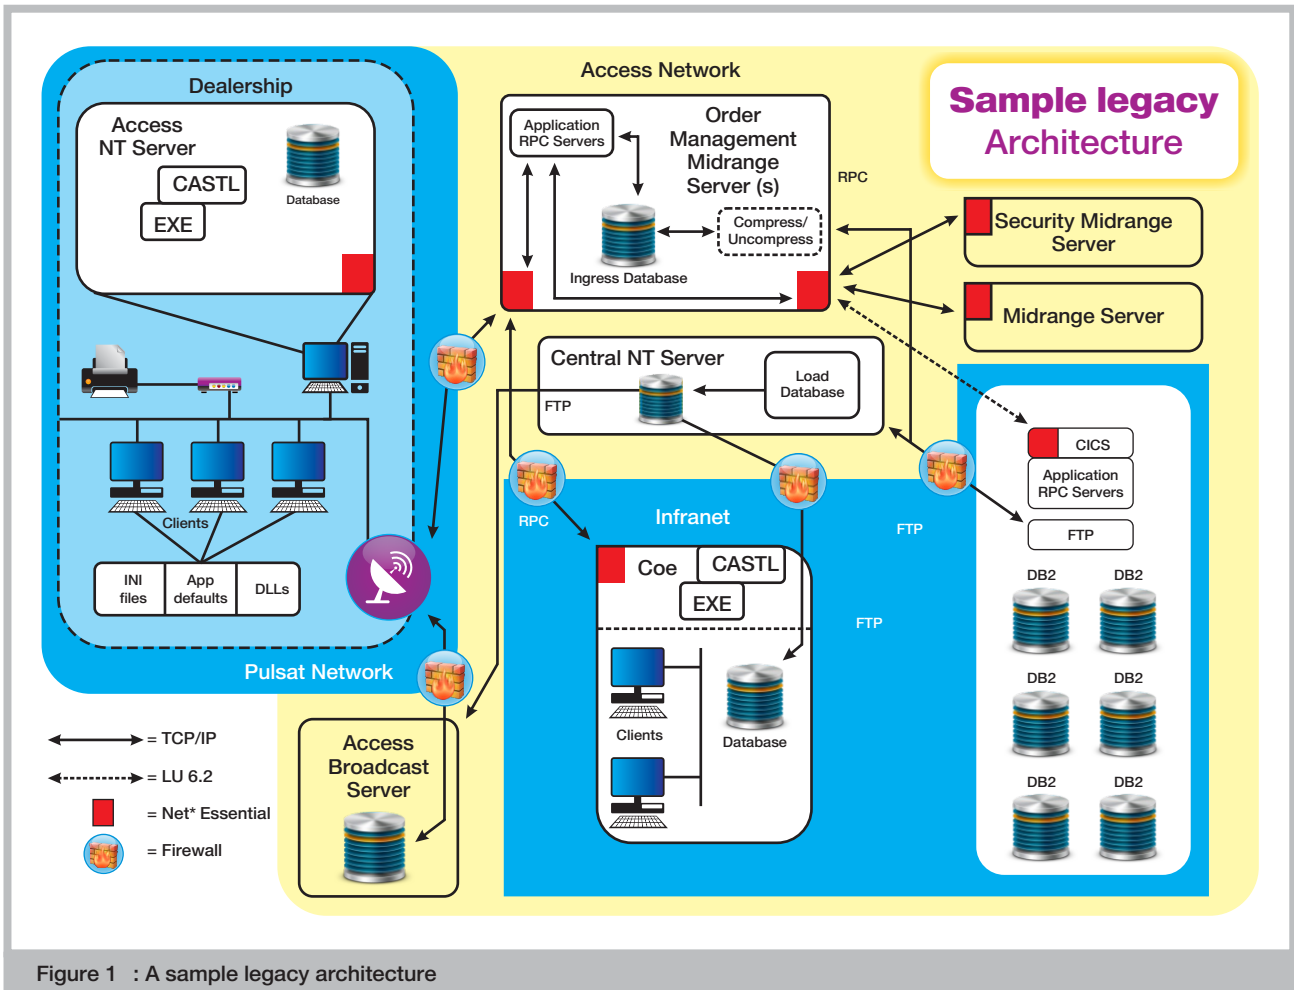 Sample legacy
Architecture
Dealership
Access
NT Server
CASTL
EXE
Database
Clients
INI
files
App
defaults
DLLs
Pulsat Network
Access Network
Application
RPC Servers
Order
Management
Midrange
Server (s)
Compress/
Uncompress
Ingress Database
RPC
Security Midrange
Server
Midrange Server
Central NT Server
Load
Database
FTP
CICS
Application
RPC Servers
FTP
DB2
DB2
DB2
DB2
DB2
DB2
RPC
Infranet
FTP
FTP
Coe
CASTL
EXE
Clients
Database
Access
Broadcast
Server
= TCP/IP
= LU 6.2
= Net* Essential
= Firewall
Figure 1 : A sample legacy architecture